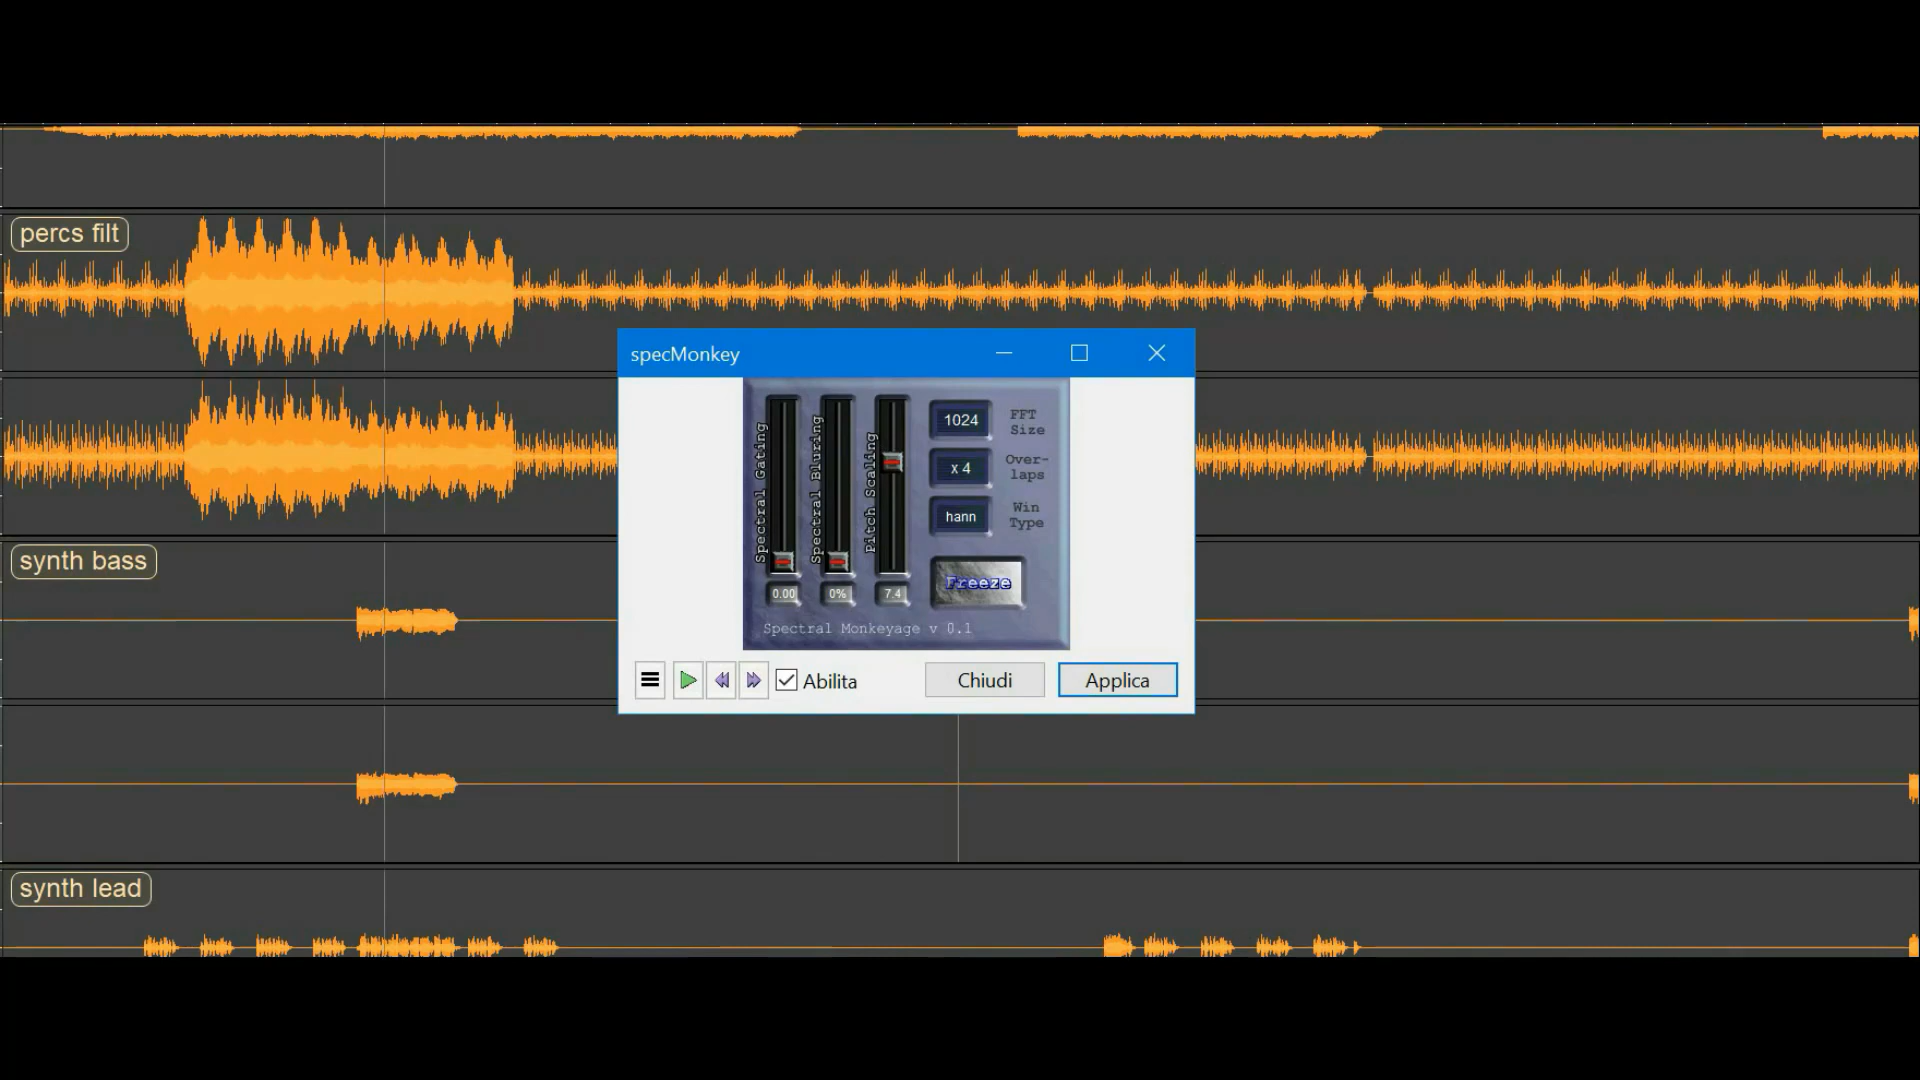 percs filt
specMonkey
Spectral Gating
Spectral Bluring
Pitch Scaling
1024
FFT
Size
x 4
Over-
laps
hann
Win
Type
Freeze
0.00
0%
7.4
Spectral Monkeyage v 0.1
Abilita
Chiudi
Applica
synth bass
synth lead